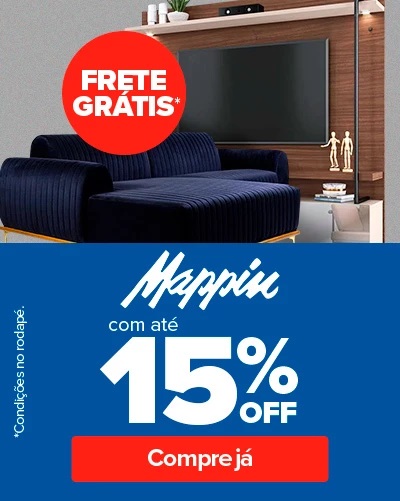 FRETE
GRÁTIS*
Mappin
com até
15% OFF
*Condições no rodapé.
Compre já